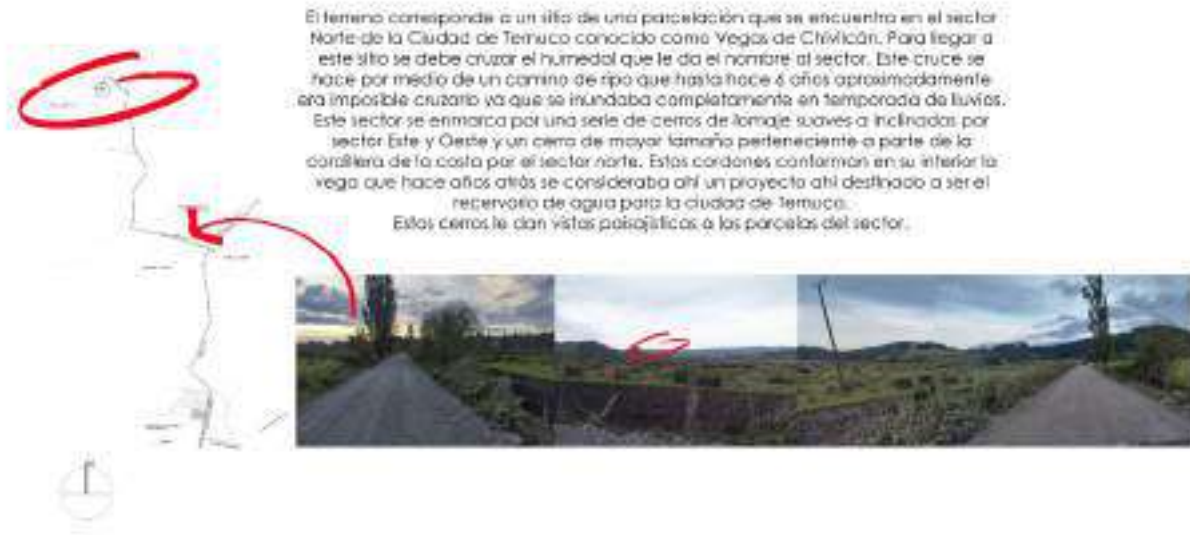 El terreno corresponde a un sitio de una parcelación que se encuentra en el sector
Norte de la Ciudad de Temuco conocido como Vegas de Chivilcán. Para llegar a
este sitio se debe cruzar el humedal que le da el nombre al sector. Este cruce se
hace por medio de un camino de ripo que hasta hace 6 años aproximadamente
era imposible cruzarlo ya que se inundaba completamente en temporada de lluvias.
Este sector se enmarca por una serie de cerros de lomaje suaves a inclinados por
sector Este y Oeste y un cerro de mayor tamaño perteneciente a parte de la
cordillera de la costa por el sector norte. Estos cordones conforman en su interior la
vega que hace años atrás se consideraba ahí un proyecto ahí destinado a ser el
recervorio de agua para la ciudad de Temuco.
Estos cerros le dan vistas paisajísticas a las parcelas del sector.